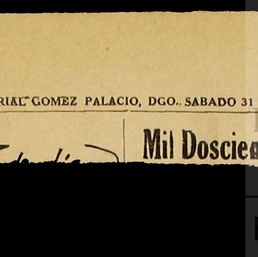 RIAL GOMEZ PALACIO, DGO., SABADO 31
Mil Doscien